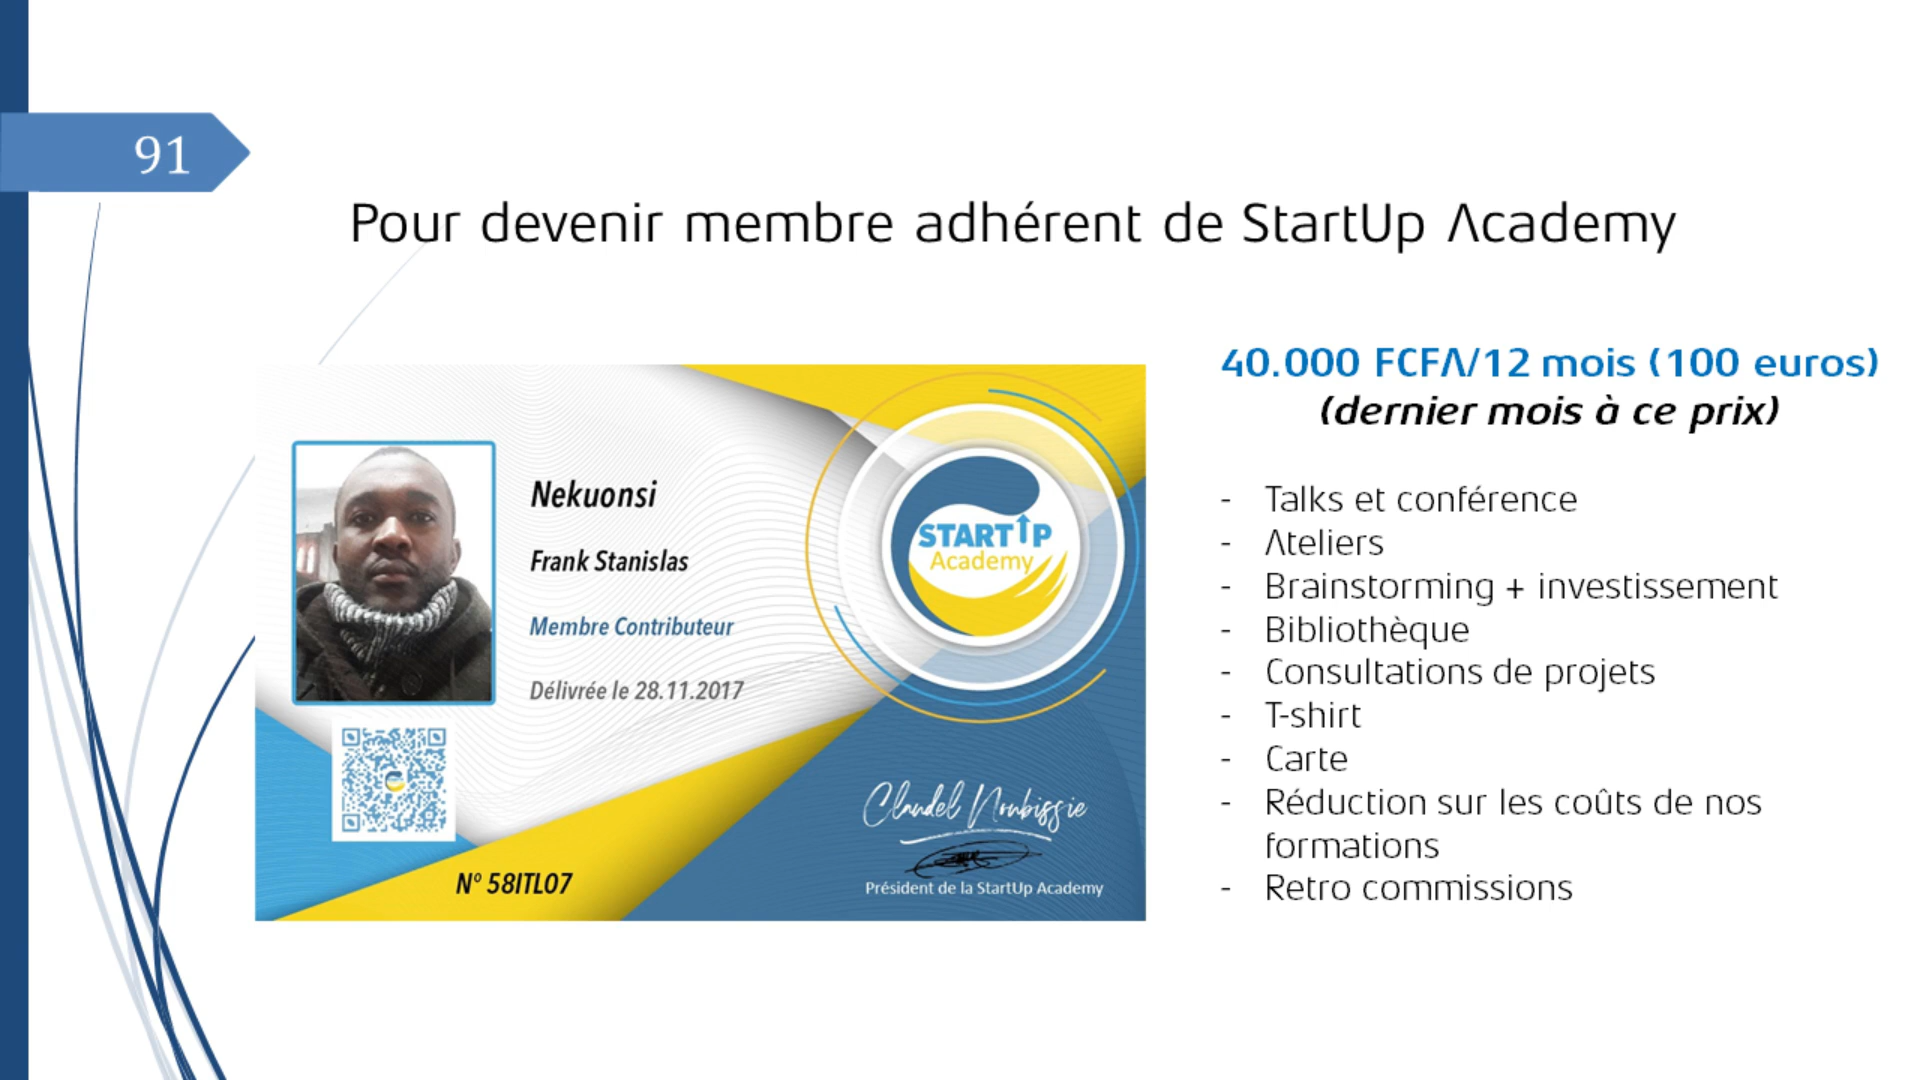 91
Pour devenir membre adhérent de StartUp Academy
40.000 FCFA/12 mois (100 euros)
(dernier mois à ce prix)
Nekuonsi
Frank Stanislas
Membre Contributeur
Délivrée le 28.11.2017
START P
Academy
Claudel Noubissie
Président de la StartUp Academy
N° 58ITL07
- Talks et conférence
- Ateliers
- Brainstorming + investissement
- Bibliothèque
- Consultations de projets
- T-shirt
- Carte
- Réduction sur les coûts de nos
formations
- Retro commissions